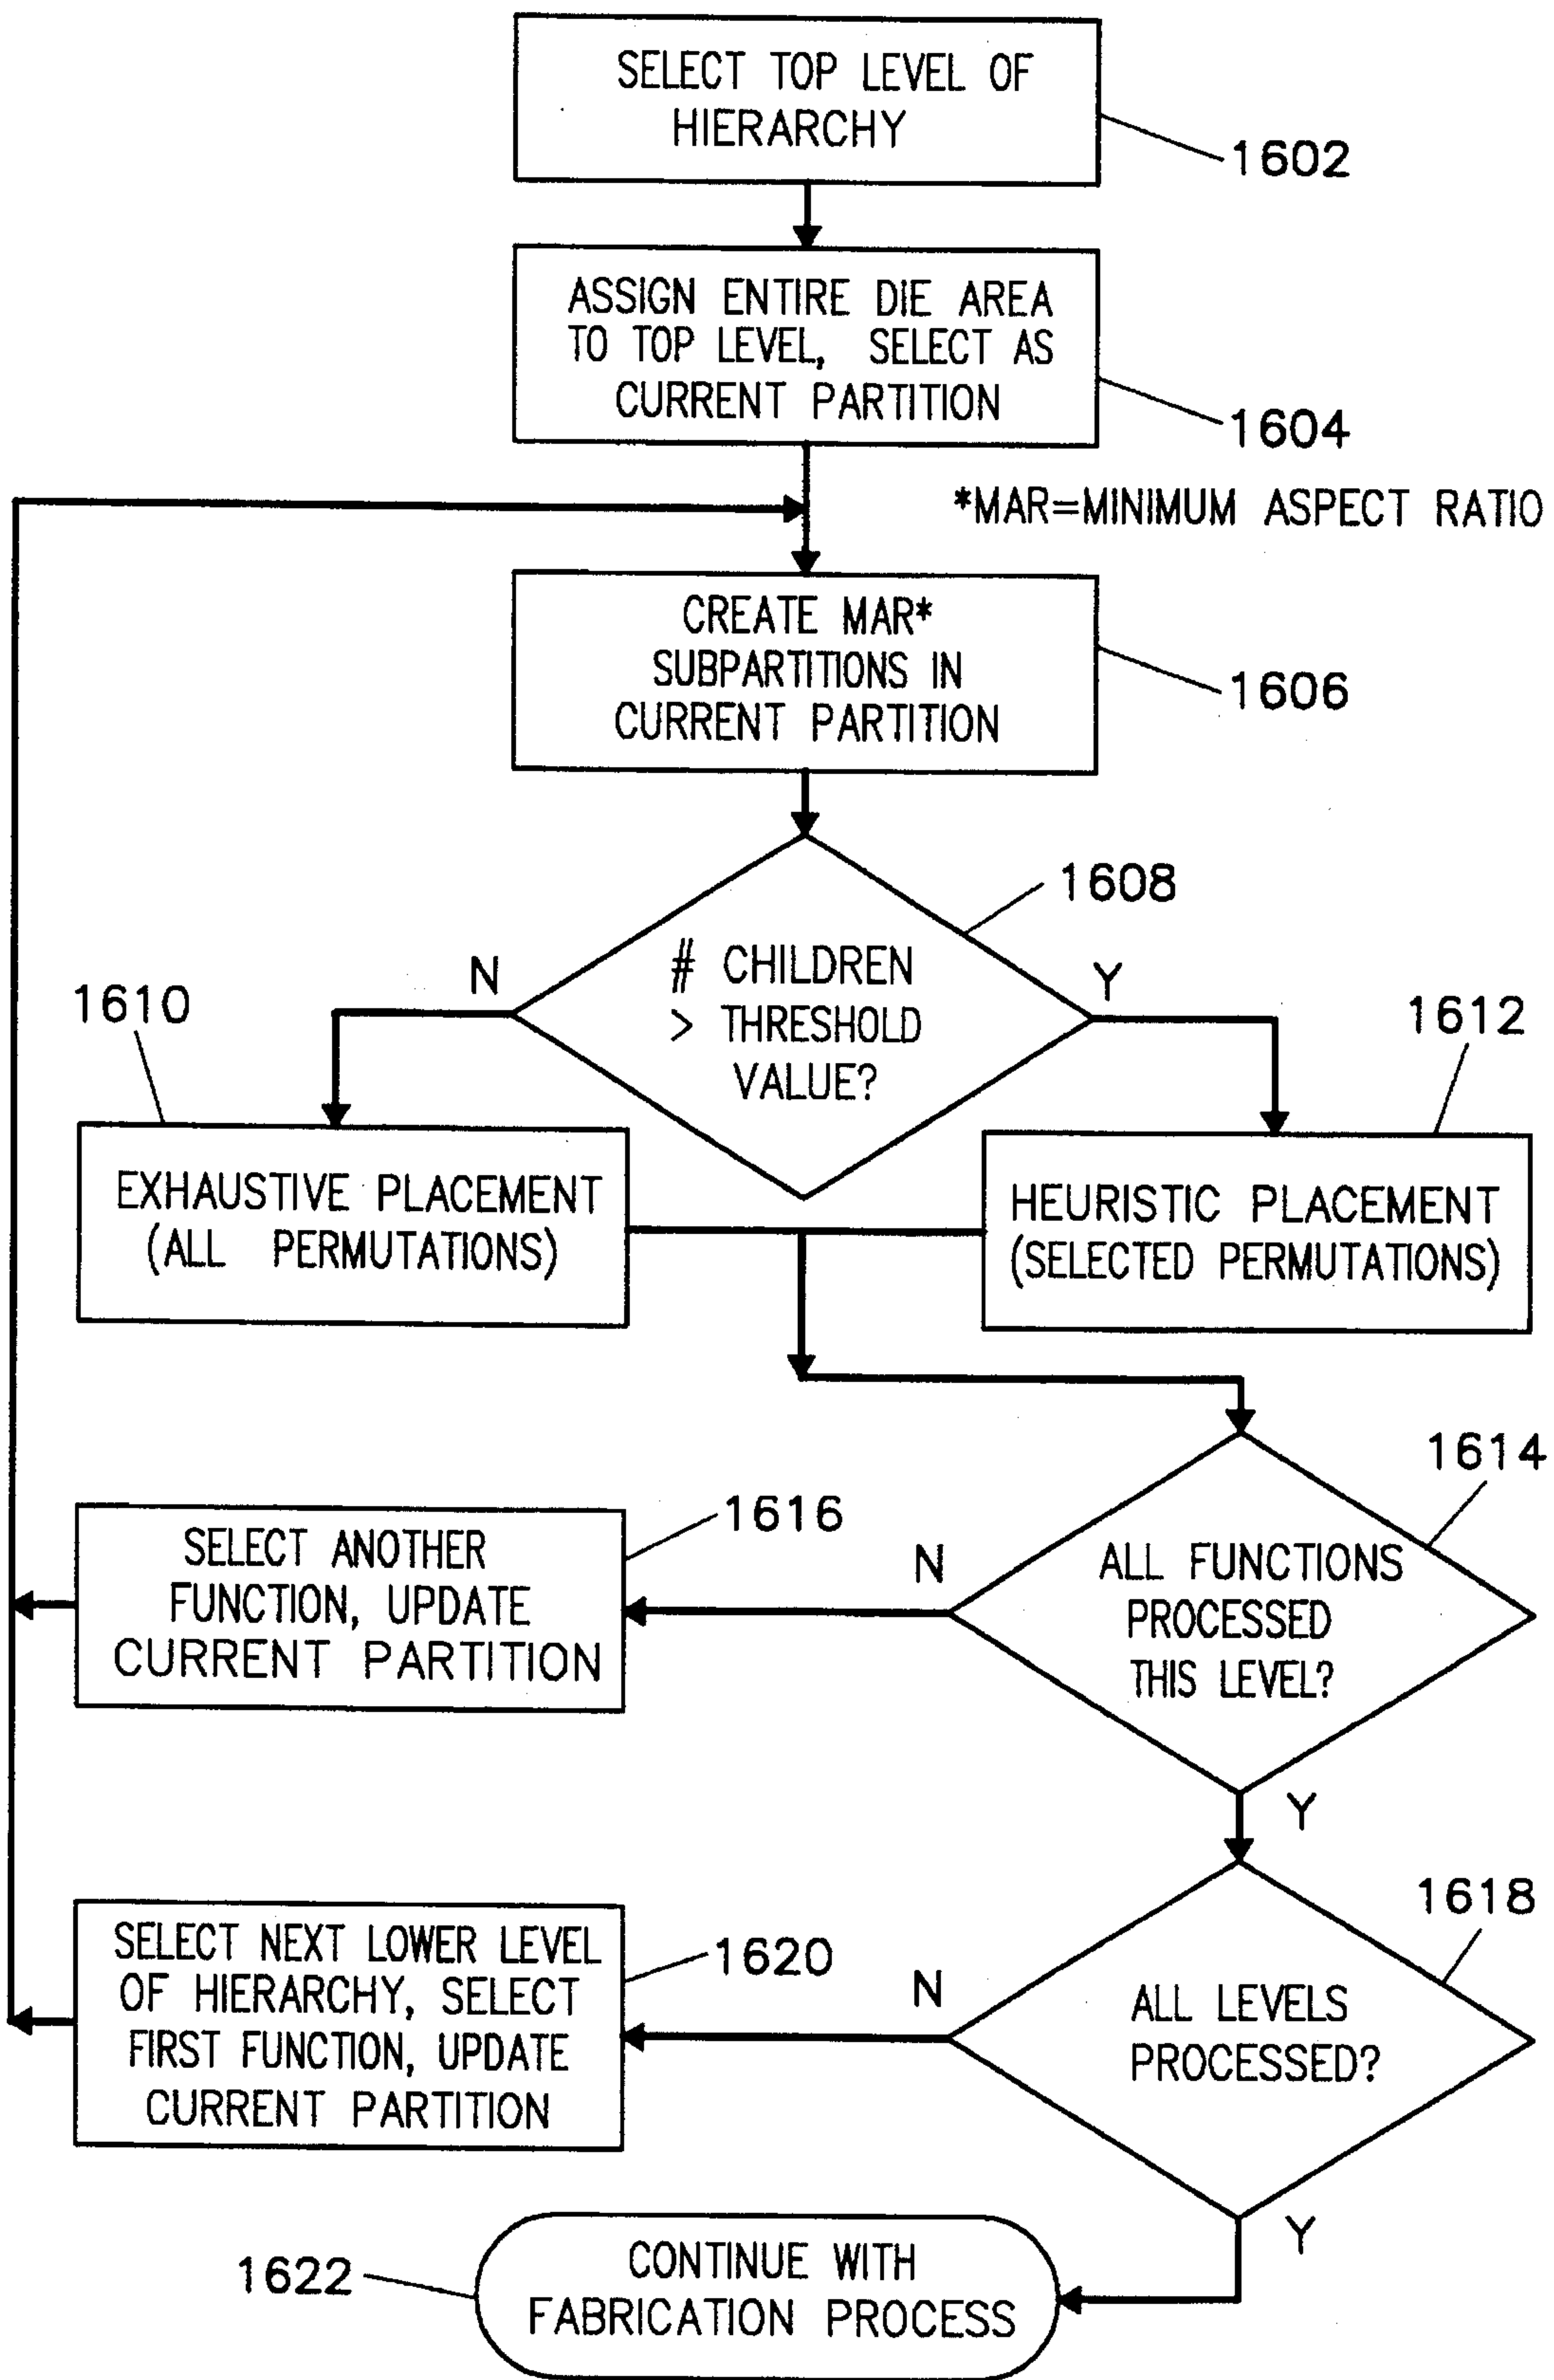 SELECT TOP LEVEL OF
HIERARCHY
1602
ASSIGN ENTIRE DIE AREA
TO TOP LEVEL, SELECT AS
CURRENT PARTITION
1604
*MAR=MINIMUM ASPECT RATIO
CREATE MAR*
SUBPARTITIONS IN
CURRENT PARTITION
1606
1608
# CHILDREN
> THRESHOLD
VALUE?
N
Y
1610
1612
EXHAUSTIVE PLACEMENT
(ALL PERMUTATIONS)
HEURISTIC PLACEMENT
(SELECTED PERMUTATIONS)
1614
ALL FUNCTIONS
PROCESSED
THIS LEVEL?
N
1616
SELECT ANOTHER
FUNCTION, UPDATE
CURRENT PARTITION
Y
1618
ALL LEVELS
PROCESSED?
N
1620
SELECT NEXT LOWER LEVEL
OF HIERARCHY, SELECT
FIRST FUNCTION, UPDATE
CURRENT PARTITION
Y
1622
CONTINUE WITH
FABRICATION PROCESS